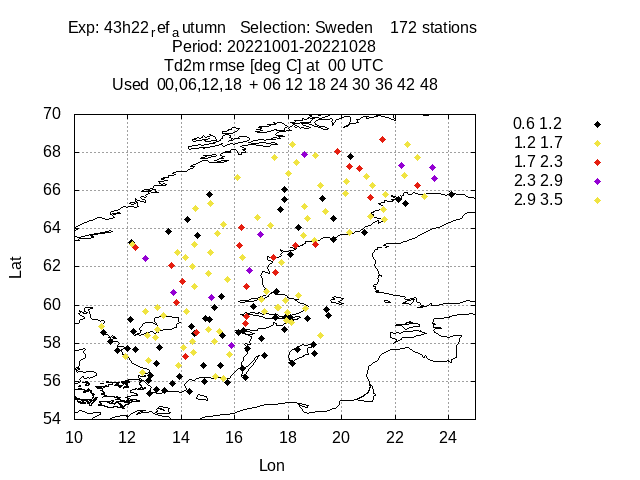 Exp: 43h22ref autumn   Selection: Sweden    172 stations
Period: 20221001-20221028
Td2m rmse [deg C] at  00 UTC
Used  00,06,12,18  + 06 12 18 24 30 36 42 48
0.6 1.2
1.2 1.7
1.7 2.3
2.3 2.9
2.9 3.5
70
68
66
64
62
60
58
56
54
Lat
10 12 14 16 18 20 22 24
Lon